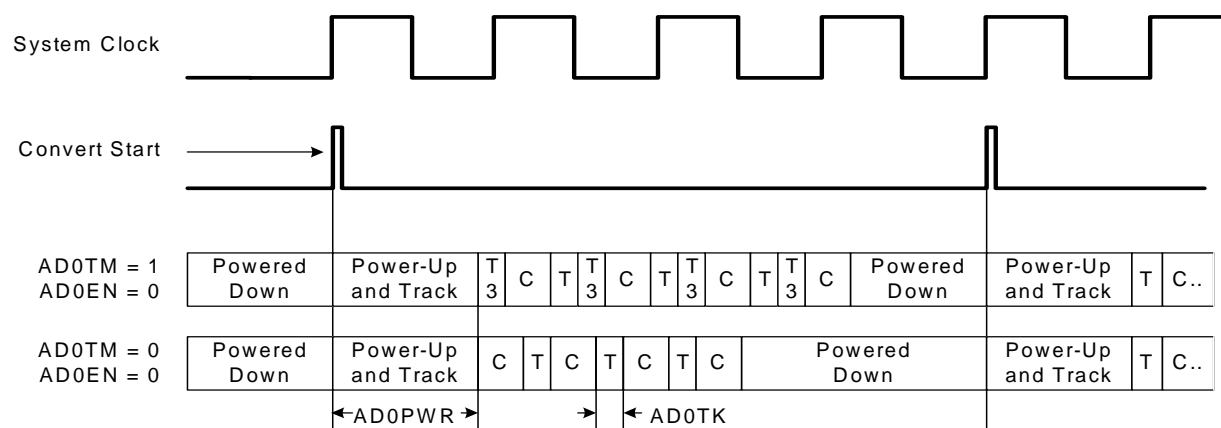 System Clock
Convert Start
AD0TM = 1
AD0EN = 0
Powered
Down
Power-Up
and Track
T
3
C
T
T
3
C
T
T
3
C
T
T
3
C
Powered
Down
Power-Up
and Track
T
C..
AD0TM = 0
AD0EN = 0
Powered
Down
Power-Up
and Track
C
T
C
T
C
T
C
Powered
Down
Power-Up
and Track
T
C..
AD0PWR
AD0TK